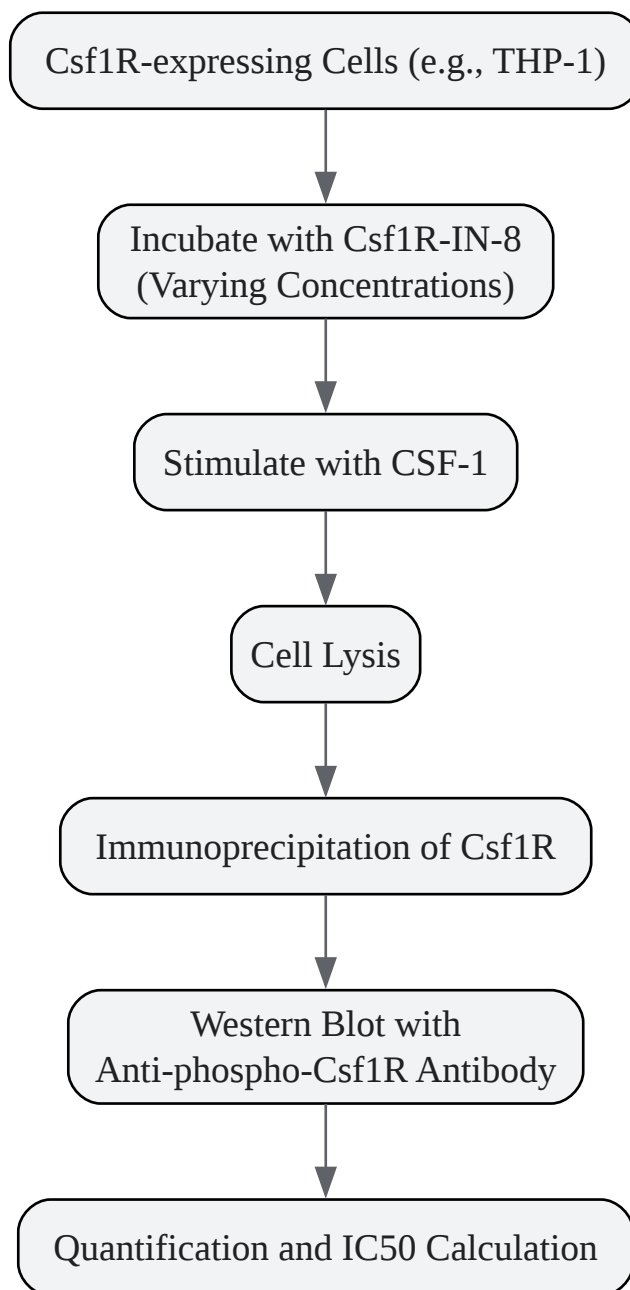 Csf1R-expressing Cells (e.g., THP-1)
Incubate with Csf1R-IN-8
(Varying Concentrations)
Stimulate with CSF-1
Cell Lysis
Immunoprecipitation of Csf1R
Western Blot with
Anti-phospho-Csf1R Antibody
Quantification and IC50 Calculation